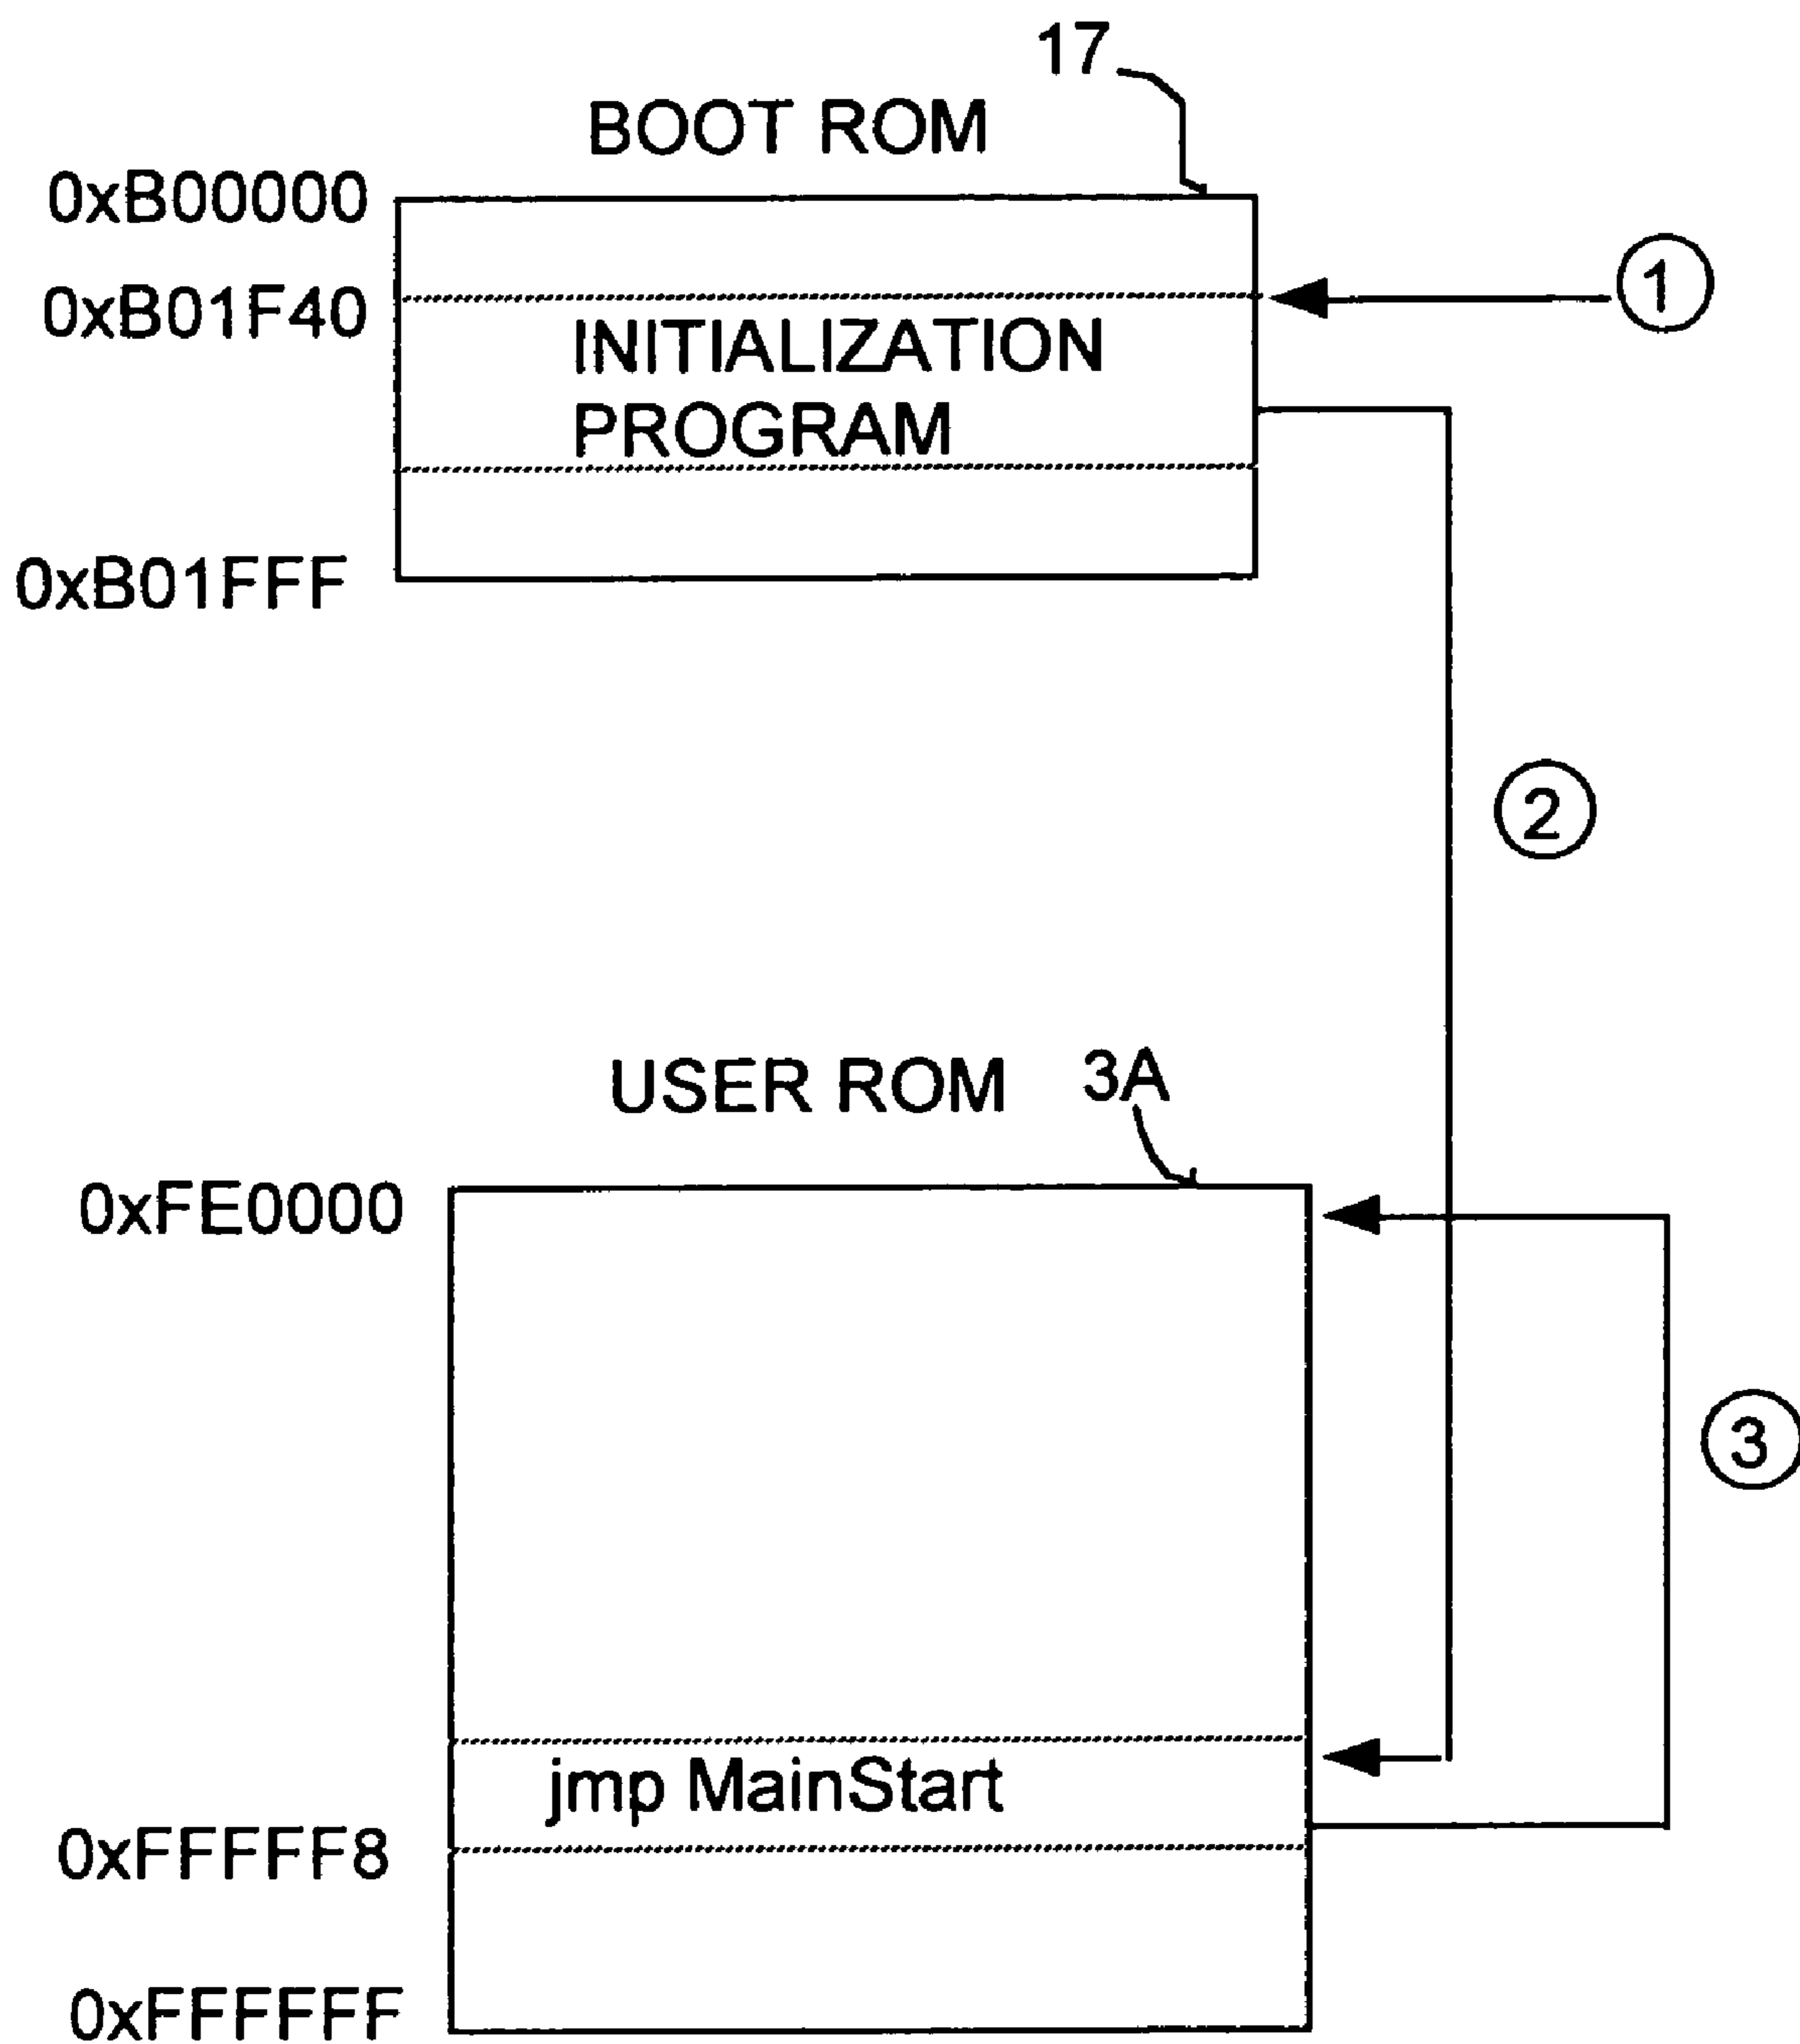 17
BOOT ROM
0xB00000
0xB01F40
1
INITIALIZATION
PROGRAM
0xB01FFF
2
USER ROM 3A
0xFE0000
3
jmp MainStart
0xFFFFF8
0xFFFFFF